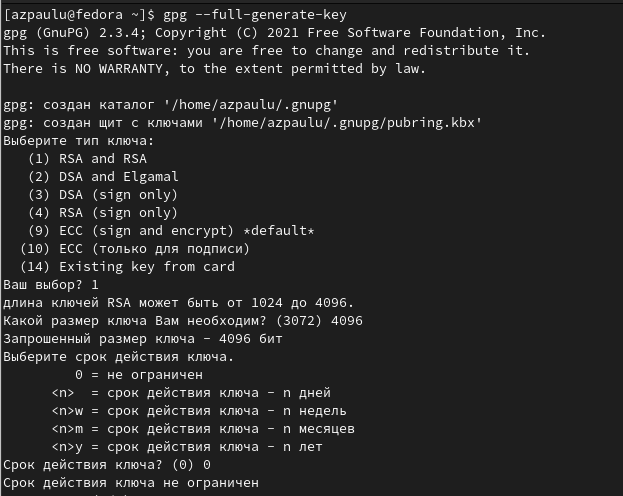 [azpaulu@fedora ~]$ gpg --full-generate-key
gpg (GnuPG) 2.3.4; Copyright (C) 2021 Free Software Foundation, Inc.
This is free software: you are free to change and redistribute it.
There is NO WARRANTY, to the extent permitted by law.

gpg: создан каталог '/home/azpaulu/.gnupg'
gpg: создан щит с ключами '/home/azpaulu/.gnupg/pubring.kbx'
Выберите тип ключа:
   (1) RSA and RSA
   (2) DSA and Elgamal
   (3) DSA (sign only)
   (4) RSA (sign only)
   (9) ECC (sign and encrypt) *default*
  (10) ECC (только для подписи)
  (14) Existing key from card
Ваш выбор? 1
длина ключей RSA может быть от 1024 до 4096.
Какой размер ключа Вам необходим? (3072) 4096
Запрошенный размер ключа - 4096 бит
Выберите срок действия ключа.
         0 = не ограничен
      <n>  = срок действия ключа - n дней
      <n>w = срок действия ключа - n недель
      <n>m = срок действия ключа - n месяцев
      <n>y = срок действия ключа - n лет
Срок действия ключа? (0) 0
Срок действия ключа не ограничен